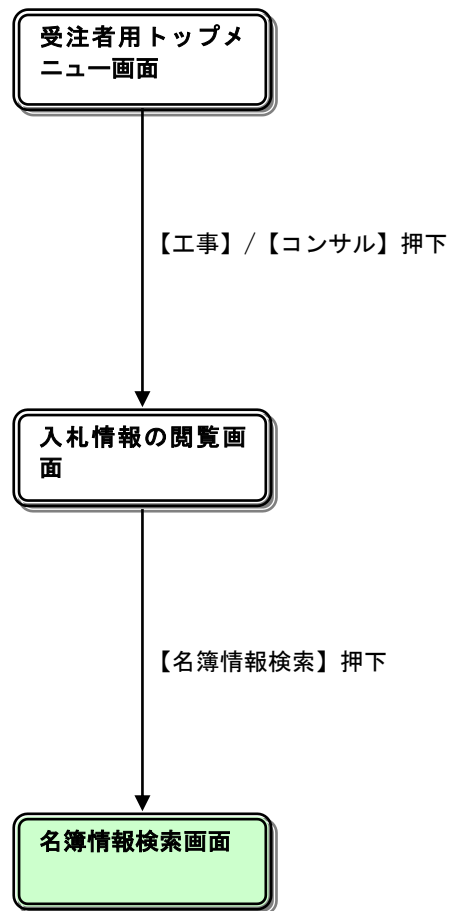 受注者用トップメ
ニュー画面
【工事】/【コンサル】押下
入札情報の閲覧画
面
【名簿情報検索】押下
名簿情報検索画面